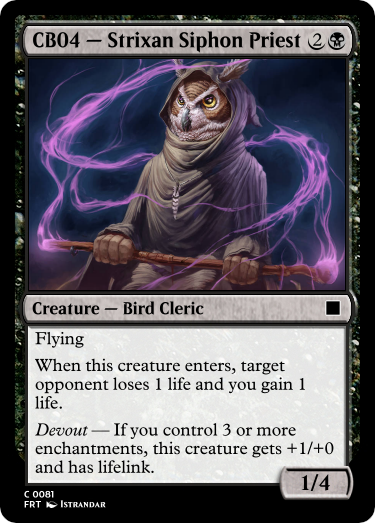 CB04 — Strixan Siphon Priest 2
Creature — Bird Cleric
Flying
When this creature enters, target
opponent loses 1 life and you gain 1
life.
Devout — If you control 3 or more
enchantments, this creature gets +1/+0
and has lifelink.
1/4
C 0081
FRT Istrandar